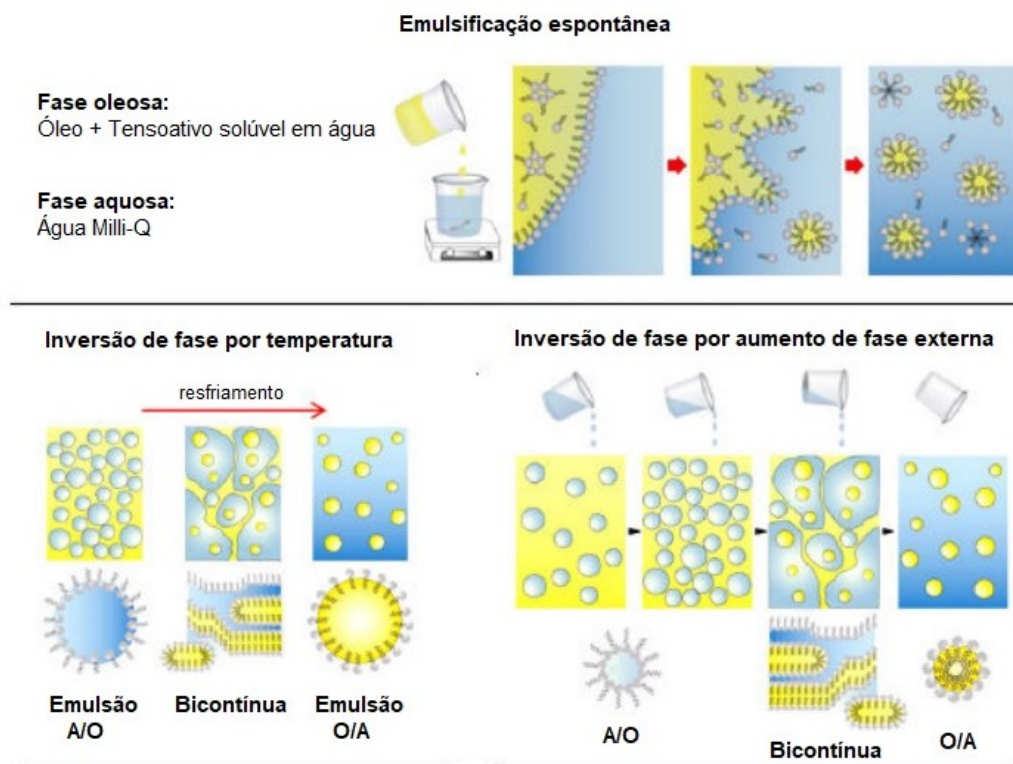 Emulsificação espontânea
Fase oleosa:
Óleo + Tensoativo solúvel em água
Fase aquosa:
Água Milli-Q
Inversão de fase por temperatura
resfriamento
Emulsão
A/O
Bicontínua
Emulsão
O/A
Inversão de fase por aumento de fase externa
A/O
Bicontínua
O/A